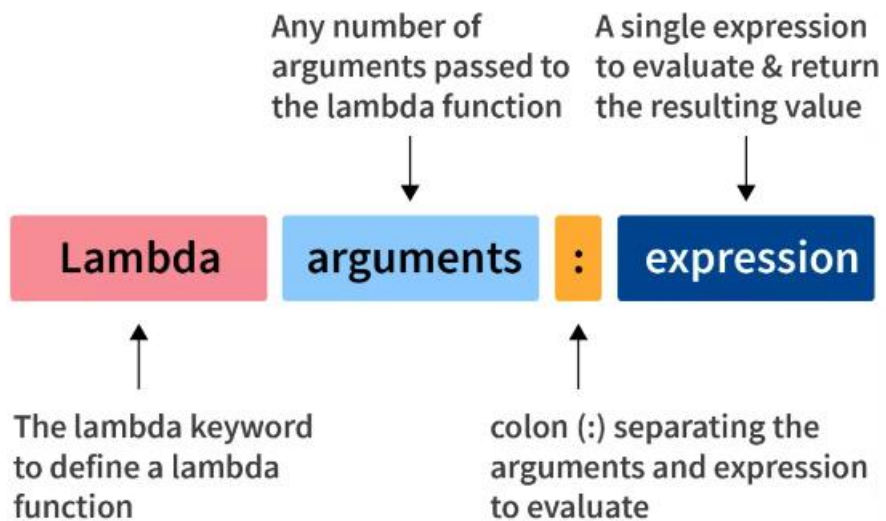 Any number of
arguments passed to
the lambda function
A single expression
to evaluate & return
the resulting value
Lambda
arguments
:
expression
The lambda keyword
to define a lambda
function
colon (:) separating the
arguments and expression
to evaluate